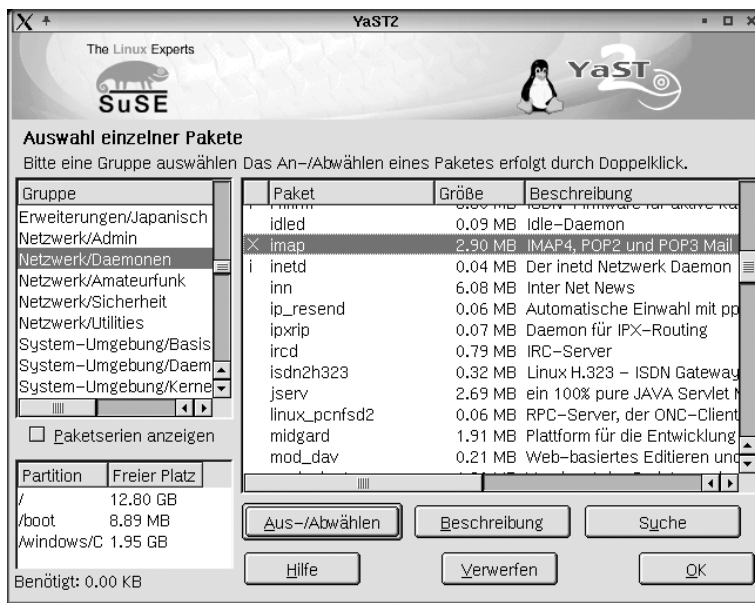 YaST2
The Linux Experts
SuSE
YaST 2
Auswahl einzelner Pakete
Bitte eine Gruppe auswählen Das An-/Abwählen eines Paketes erfolgt durch Doppelklick.
Gruppe
Erweiterungen/Japanisch
Netzwerk/Admin
Netzwerk/Daemonen
Netzwerk/Amateurfunk
Netzwerk/Sicherheit
Netzwerk/Utilities
System-Umgebung/Basis
System-Umgebung/Daem
System-Umgebung/Kerne
Paketserien anzeigen
Partition Freier Platz
/ 12.80 GB
/boot 8.89 MB
/windows/C 1.95 GB
Benötigt: 0.00 KB
Paket Größe Beschreibung
idled 0.09 MB Idle-Daemon
X imap 2.90 MB IMAP4, POP2 und POP3 Mail
i inetd 0.04 MB Der inetd Netzwerk Daemon
inn 6.08 MB Inter Net News
ip_resend 0.06 MB Automatische Einwahl mit pp
ipxrip 0.07 MB Daemon für IPX-Routing
ircd 0.79 MB IRC-Server
isdn2h323 0.32 MB Linux H.323 - ISDN Gateway
jserv 2.69 MB ein 100% pure JAVA Servlet
linux_pcnfsd2 0.06 MB RPC-Server, der ONC-Client
midgard 1.91 MB Plattform für die Entwicklung
mod_dav 0.21 MB Web-basiertes Editieren und
Aus-/Abwählen Beschreibung Suche
Hilfe Verwerfen OK